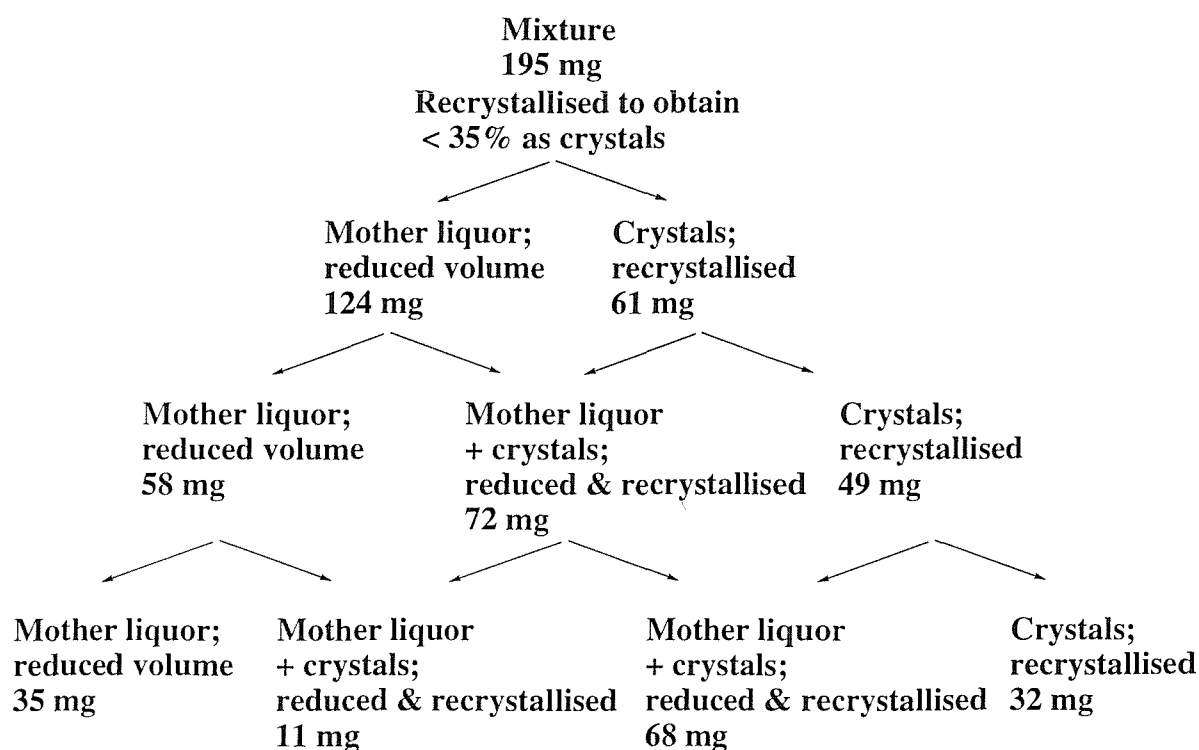 Mixture
195 mg
Recrystallised to obtain
< 35% as crystals
Mother liquor;
reduced volume
124 mg
Crystals;
recrystallised
61 mg
Mother liquor;
reduced volume
58 mg
Mother liquor
+ crystals;
reduced & recrystallised
72 mg
Crystals;
recrystallised
49 mg
Mother liquor;
reduced volume
35 mg
Mother liquor
+ crystals;
reduced & recrystallised
11 mg
Mother liquor
+ crystals;
reduced & recrystallised
68 mg
Crystals;
recrystallised
32 mg